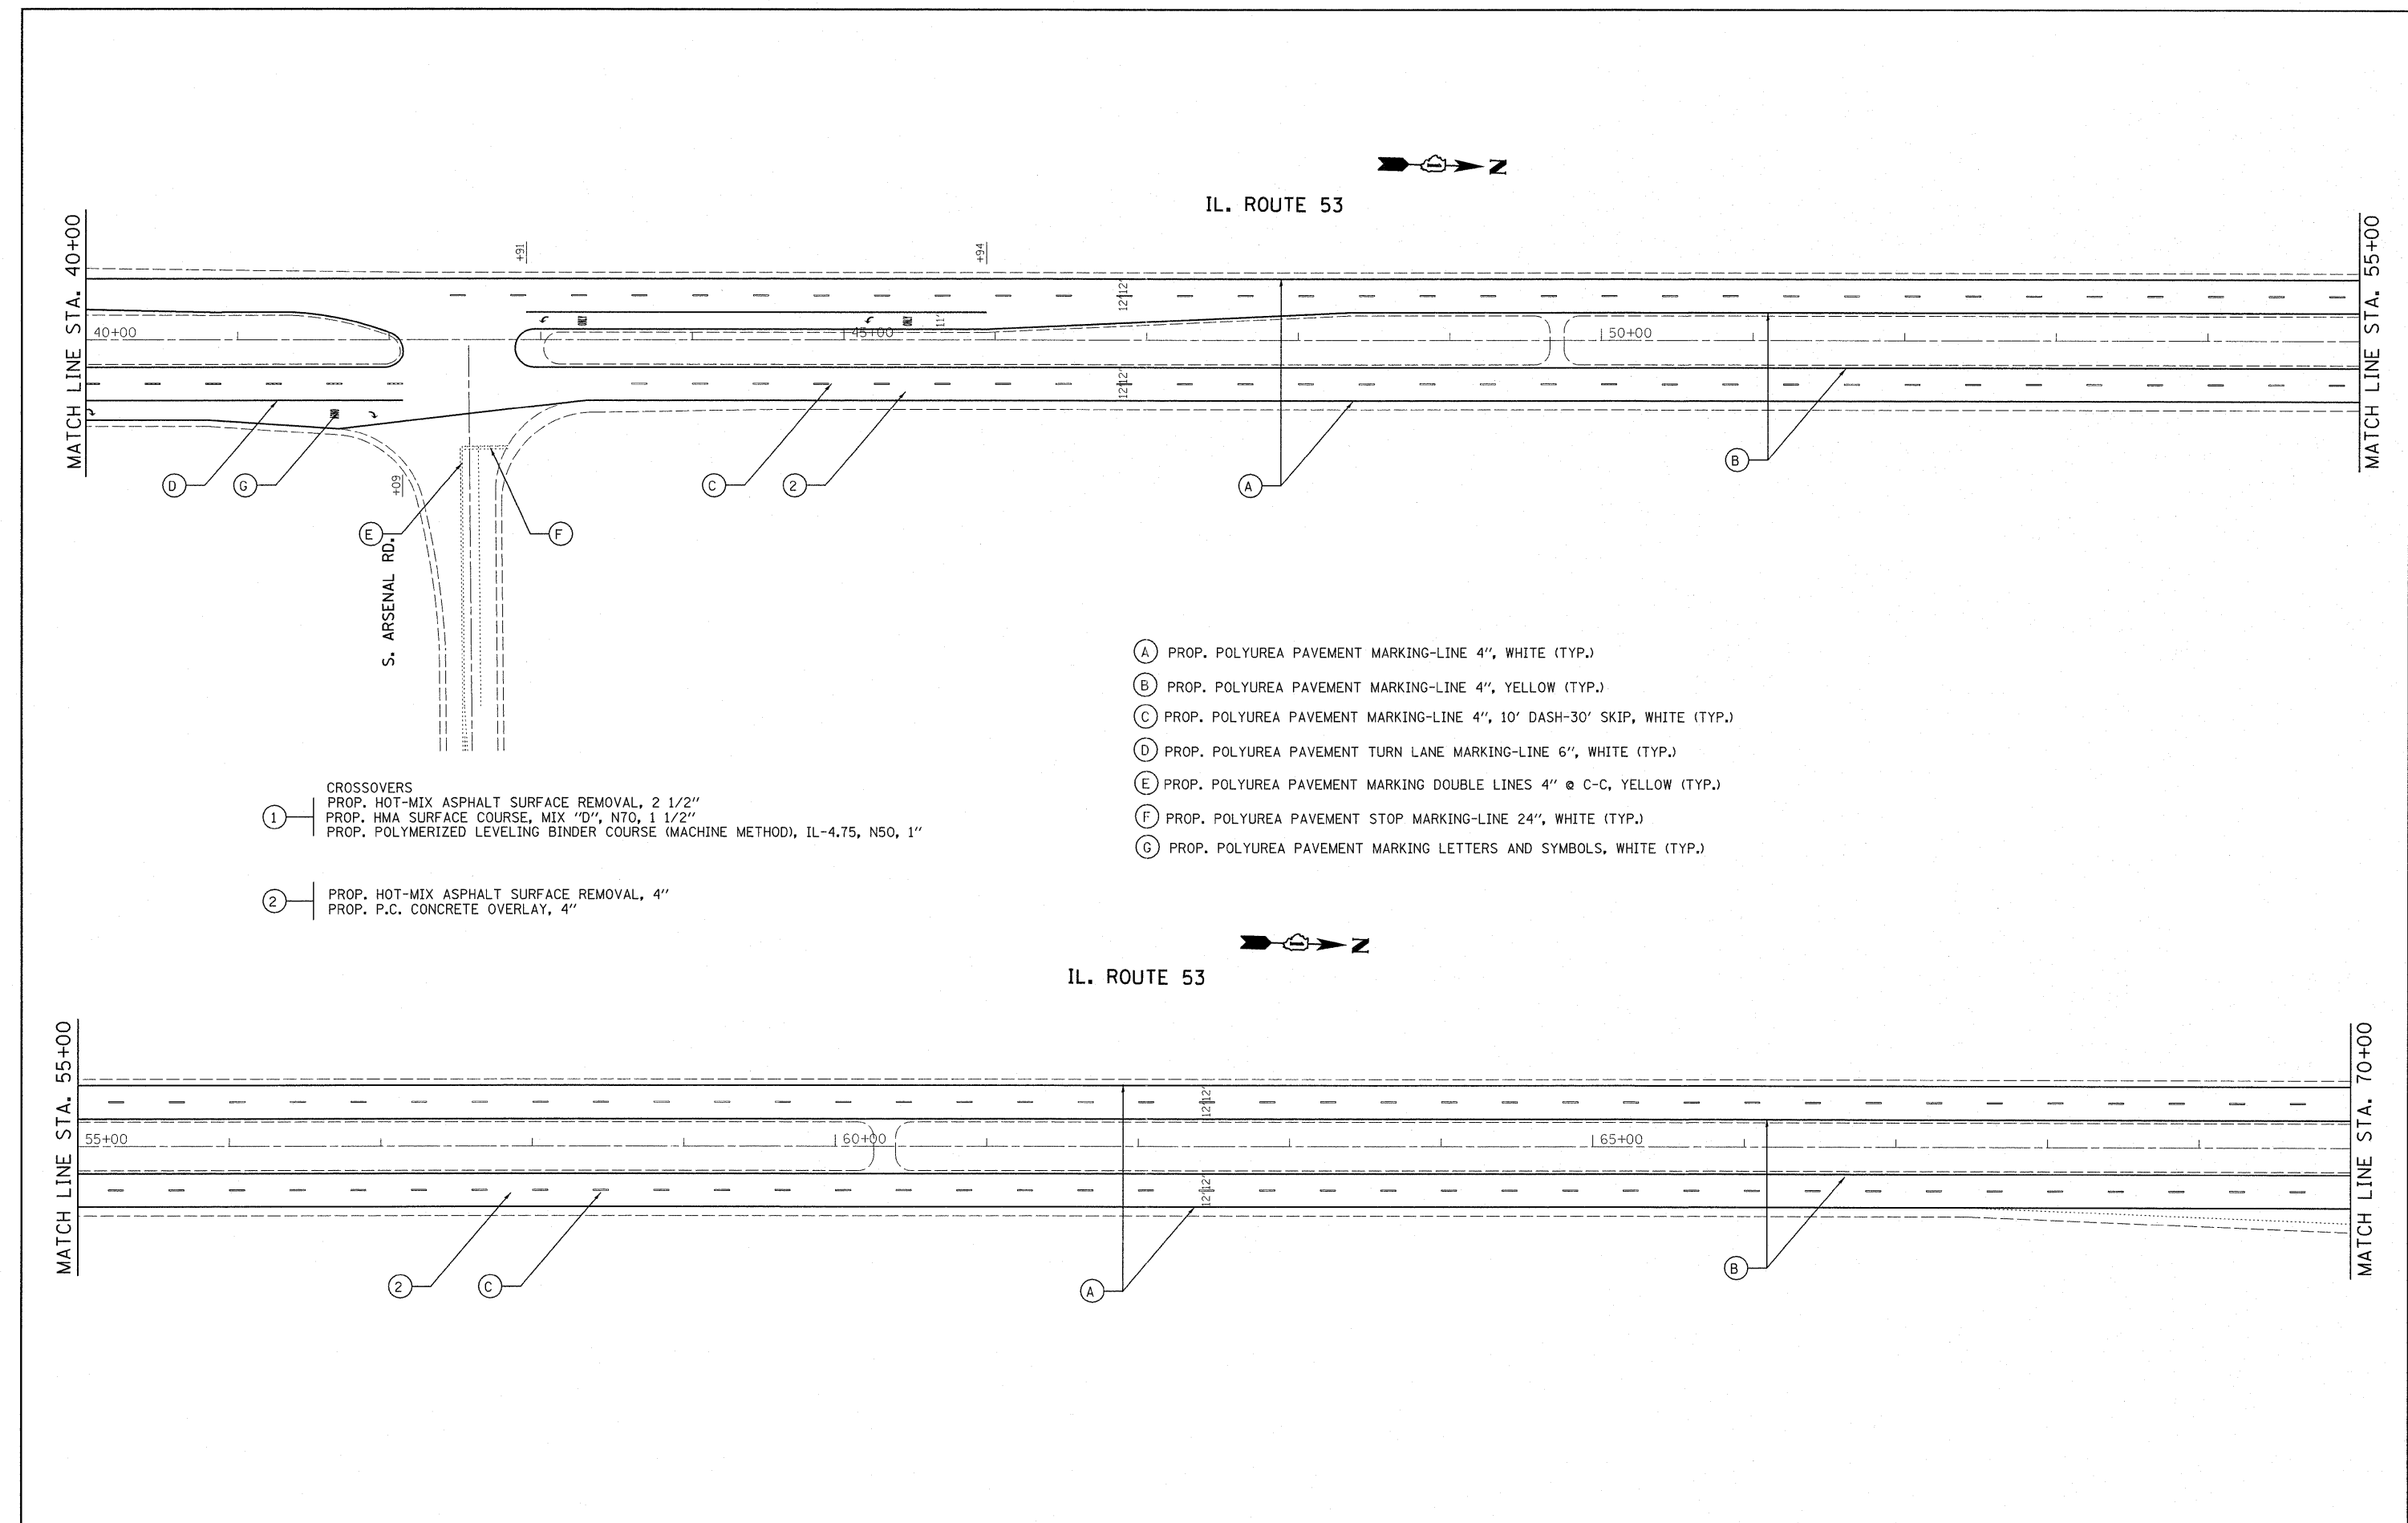 N
IL. ROUTE 53
MATCH LINE STA. 40+00
+91
+94
MATCH LINE STA. 55+00
12' 12'
ONLY
ONLY
11'
40+00
45+00
50+00
12' 12'
ONLY
D
G
+09
C
2
A
B
E
F
S. ARSENAL RD.
A PROP. POLYUREA PAVEMENT MARKING-LINE 4", WHITE (TYP.)
B PROP. POLYUREA PAVEMENT MARKING-LINE 4", YELLOW (TYP.)
C PROP. POLYUREA PAVEMENT MARKING-LINE 4", 10' DASH-30' SKIP, WHITE (TYP.)
D PROP. POLYUREA PAVEMENT TURN LANE MARKING-LINE 6", WHITE (TYP.)
E PROP. POLYUREA PAVEMENT MARKING DOUBLE LINES 4" @ C-C, YELLOW (TYP.)
F PROP. POLYUREA PAVEMENT STOP MARKING-LINE 24", WHITE (TYP.)
G PROP. POLYUREA PAVEMENT MARKING LETTERS AND SYMBOLS, WHITE (TYP.)
CROSSOVERS
PROP. HOT-MIX ASPHALT SURFACE REMOVAL, 2 1/2"
1 PROP. HMA SURFACE COURSE, MIX "D", N70, 1 1/2"
PROP. POLYMERIZED LEVELING BINDER COURSE (MACHINE METHOD), IL-4.75, N50, 1"
2 PROP. HOT-MIX ASPHALT SURFACE REMOVAL, 4"
PROP. P.C. CONCRETE OVERLAY, 4"
N
IL. ROUTE 53
MATCH LINE STA. 55+00
MATCH LINE STA. 70+00
12' 12'
55+00
60+00
65+00
12' 12'
2
C
A
B